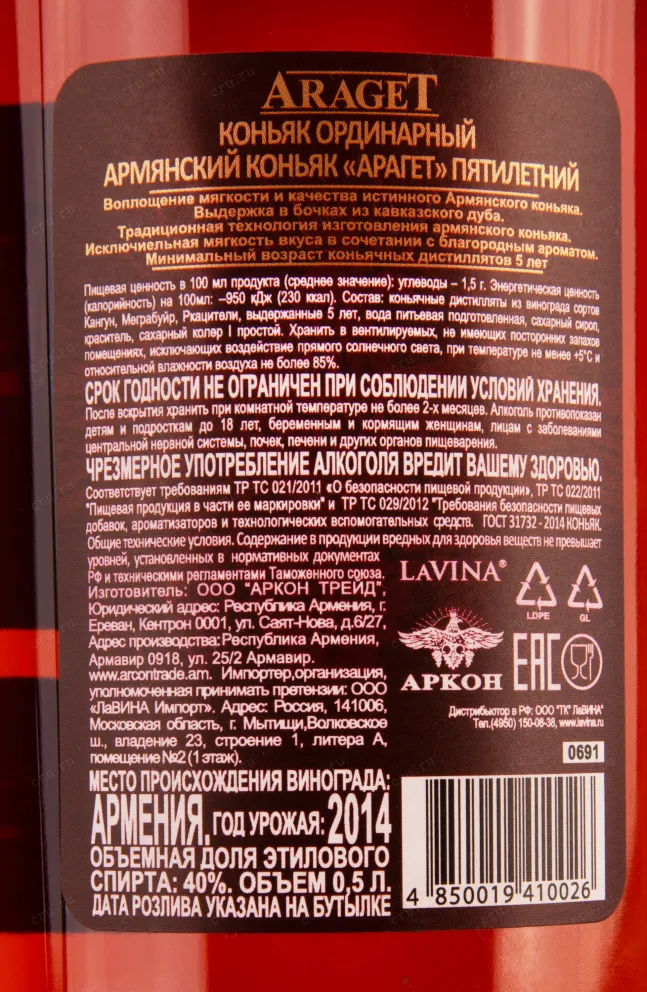 ARAGET
КОНЬЯК ОРДИНАРНЫЙ
АРМЯНСКИЙ КОНЬЯК «АРАГЕТ» ПЯТИЛЕТНИЙ
Воплощение мягкости и качества истинного Армянского коньяка.
Выдержка в бочках из кавказского дуба.
Традиционная технология изготовления армянского коньяка.
Исключиельная мягкость вкуса в сочетании с благородным ароматом.
Минимальный возраст коньячных дистиллятов 5 лет
Пищевая ценность в 100 мл продукта (среднее значение): углеводы – 1,5 г. Энергетическая ценность
(калорийность) на 100мл: –950 кДж (230 ккал). Состав: коньячные дистилляты из винограда сортов
Кангун, Меграбуйр, Ркацители, выдержанные 5 лет, вода питьевая подготовленная, сахарный сироп,
краситель, сахарный колер I простой. Хранить в вентилируемых, не имеющих посторонних запахов
помещениях, исключающих воздействие прямого солнечного света, при температуре не менее +5°С и
относительной влажности воздуха не более 85%.
СРОК ГОДНОСТИ НЕ ОГРАНИЧЕН ПРИ СОБЛЮДЕНИИ УСЛОВИЙ ХРАНЕНИЯ.
После вскрытия хранить при комнатной температуре не более 2-х месяцев. Алкоголь противопоказан
детям и подросткам до 18 лет, беременным и кормящим женщинам, лицам с заболеваниями
центральной нервной системы, почек, печени и других органов пищеварения.
ЧРЕЗМЕРНОЕ УПОТРЕБЛЕНИЕ АЛКОГОЛЯ ВРЕДИТ ВАШЕМУ ЗДОРОВЬЮ.
Соответствует требованиям ТР ТС 021/2011 «О безопасности пищевой продукции», ТР ТС 022/2011
"Пищевая продукция в части ее маркировки" и ТР ТС 029/2012 "Требования безопасности пищевых
добавок, ароматизаторов и технологических вспомогательных средств. ГОСТ 31732 - 2014 КОНЬЯК.
Общие технические условия. Содержание в продукции вредных для здоровья веществ не превышает
уровней, установленных в нормативных документах
РФ и техническими регламентами Таможенного союза.
Изготовитель: ООО "АРКОН ТРЕЙД",
Юридический адрес: Республика Армения, г.
Ереван, Кентрон 0001, ул. Саят-Нова, д.6/27,
Адрес производства:Республика Армения,
Армавир 0918, ул. 25/2 Армавир.
www.arcontrade.am. Импортер,организация,
уполномоченная принимать претензии: ООО
«ЛаВИНА Импорт». Адрес: Россия, 141006,
Московская область, г. Мытищи,Волковское
ш., владение 23, строение 1, литера А,
помещение №2 (1 этаж).
LAVINA®
LDPE
GL
АРКОН
EAC
Дистрибьютор в РФ: ООО "ТК ЛаВИНА"
Тел.(4950) 150-08-38, www.lavina.ru
0691
МЕСТО ПРОИСХОЖДЕНИЯ ВИНОГРАДА:
АРМЕНИЯ, ГОД УРОЖАЯ: 2014
ОБЪЕМНАЯ ДОЛЯ ЭТИЛОВОГО
СПИРТА: 40%. ОБЪЕМ 0,5 Л.
ДАТА РОЗЛИВА УКАЗАНА НА БУТЫЛКЕ
4 850019 410026